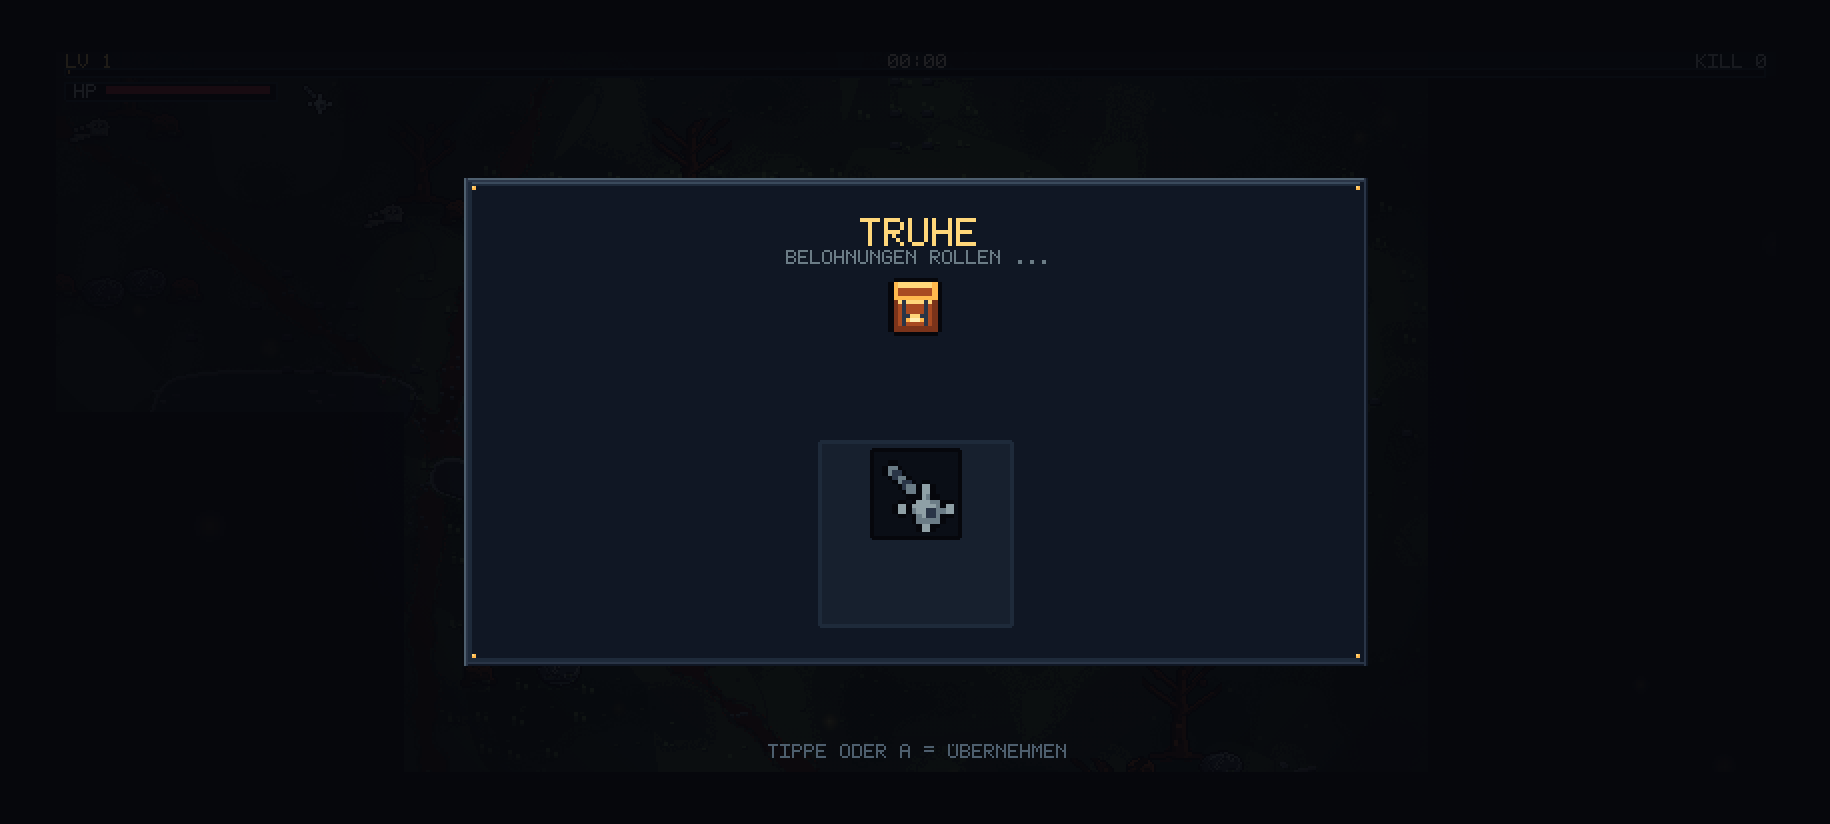 LV 1
00:00
KILL 0
HP
TRUHE
BELOHNUNGEN ROLLEN ...
TIPPE ODER A = ÜBERNEHMEN